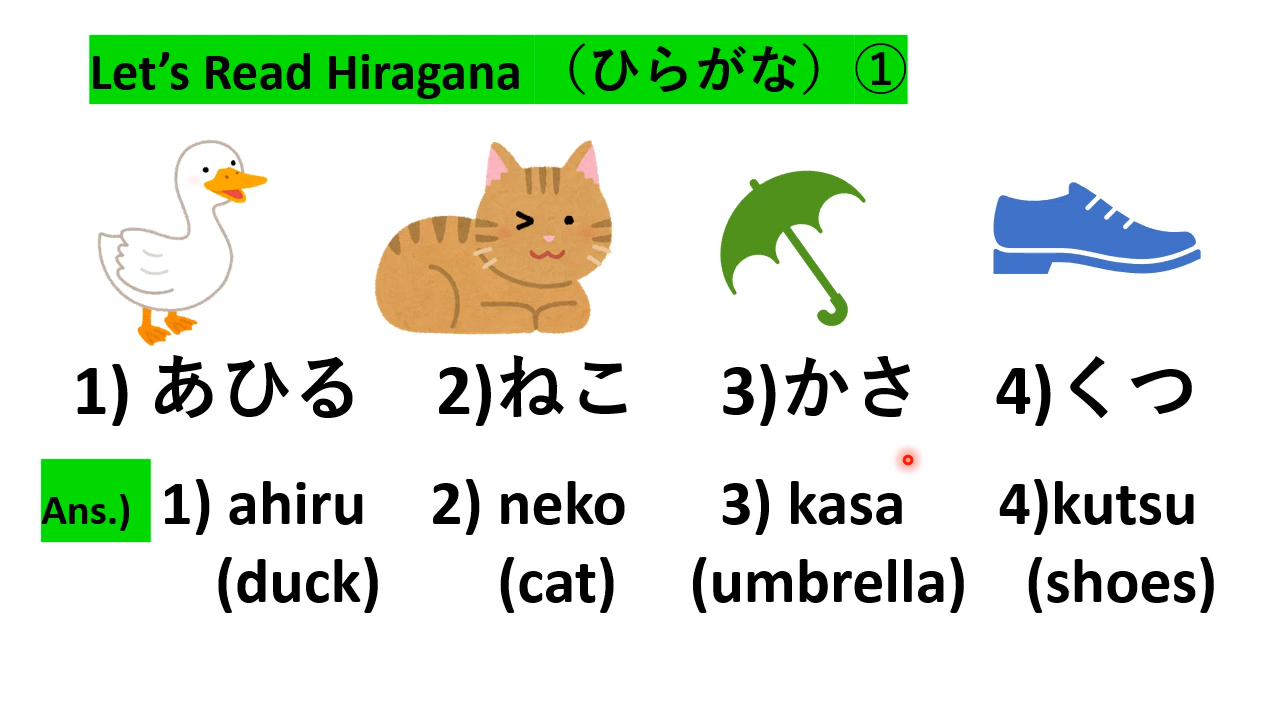 Let’s Read Hiragana （ひらがな）①
1) あひる 2)ねこ 3)かさ 4)くつ
Ans.) 1) ahiru 2) neko 3) kasa 4)kutsu
(duck) (cat) (umbrella) (shoes)